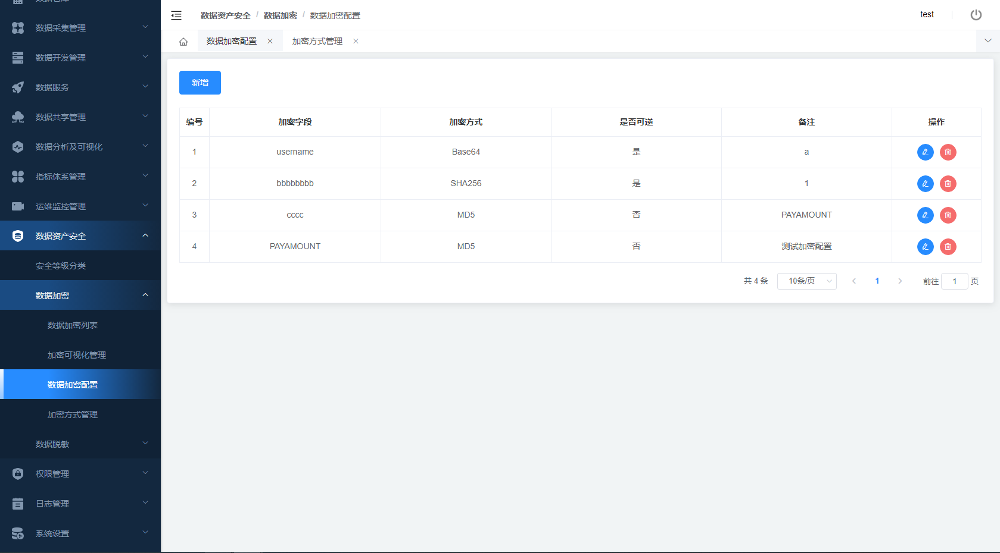 数据采集管理
数据开发管理
数据服务
数据共享管理
数据分析及可视化
指标体系管理
运维监控管理
数据资产安全
安全等级分类
数据加密
数据加密列表
加密可视化管理
数据加密配置
加密方式管理
数据脱敏
权限管理
日志管理
系统设置
数据资产安全 / 数据加密 / 数据加密配置
test
数据加密配置 加密方式管理
新增
编号 加密字段 加密方式 是否可逆 备注 操作
1 username Base64 是 a
2 bbbbbbbb SHA256 是 1
3 cccc MD5 否 PAYAMOUNT
4 PAYAMOUNT MD5 否 测试加密配置
共 4 条 10条/页 1 前往 1 页